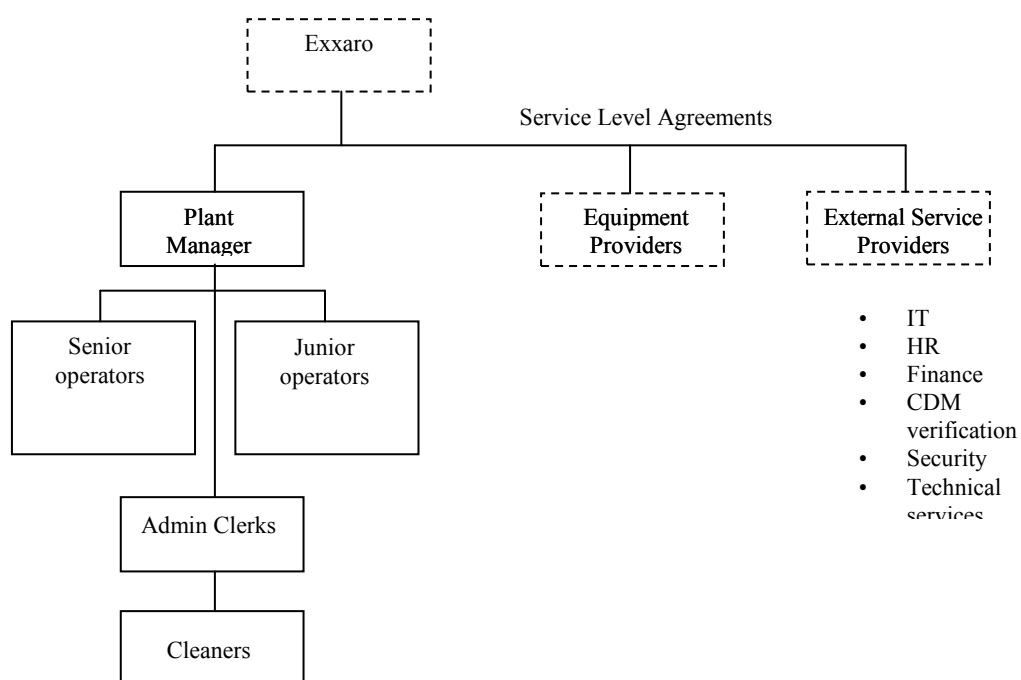 Exxaro
Service Level Agreements
Plant
Manager
Equipment
Providers
External Service
Providers
Senior
operators
Junior
operators
• IT
• HR
• Finance
• CDM
verification
• Security
• Technical
services
Admin Clerks
Cleaners